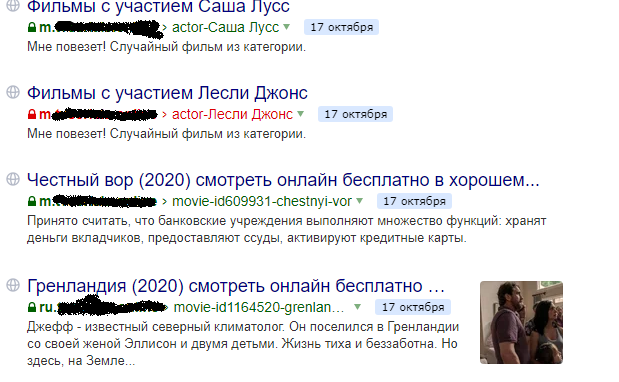 Фильмы с участием Саша Лусс
m. › actor-Саша Лусс 17 октября
Мне повезет! Случайный фильм из категории.
Фильмы с участием Лесли Джонс
m. › actor-Лесли Джонс 17 октября
Мне повезет! Случайный фильм из категории.
Честный вор (2020) смотреть онлайн бесплатно в хорошем...
m. › movie-id609931-chestnyi-vor 17 октября
Принято считать, что банковские учреждения выполняют множество функций: хранят
деньги вкладчиков, предоставляют ссуды, активируют кредитные карты.
Гренландия (2020) смотреть онлайн бесплатно ...
ru. › movie-id1164520-grenlan... 17 октября
Джефф - известный северный климатолог. Он поселился в Гренландии
со своей женой Эллисон и двумя детьми. Жизнь тиха и беззаботна. Но
здесь, на Земле...